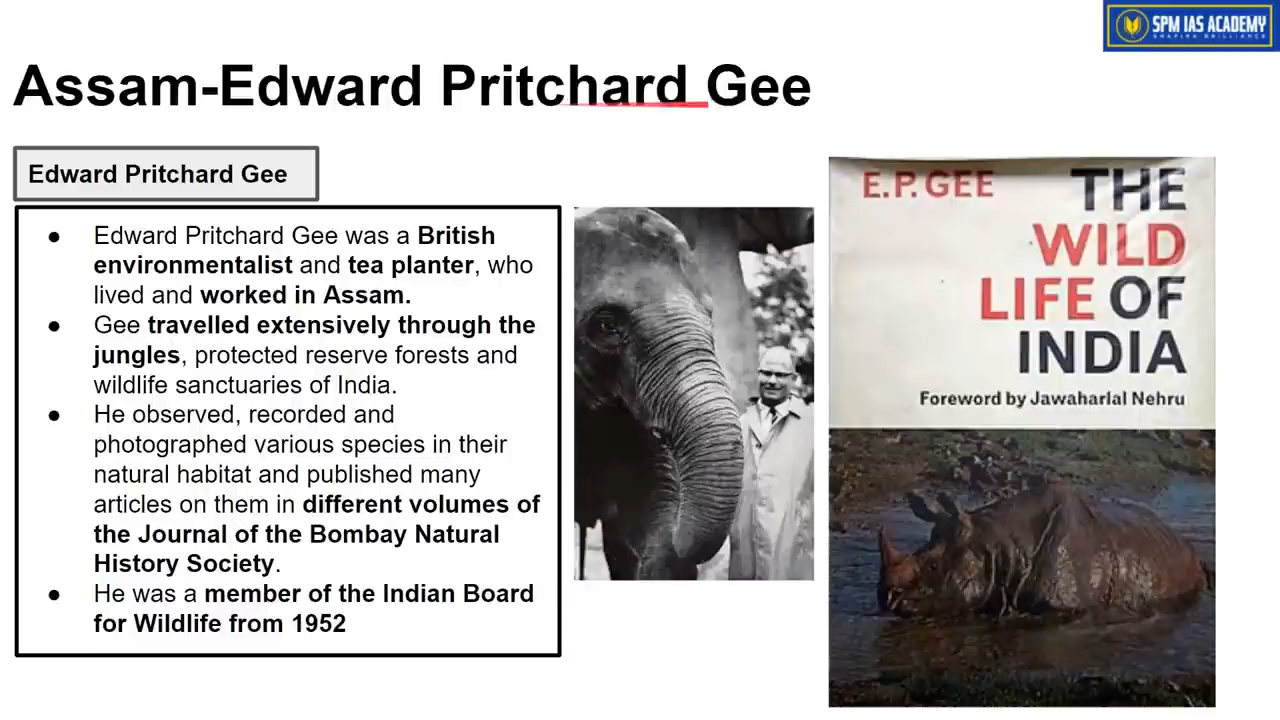 SPM IAS ACADEMY
SHAPING BRILLIANCE
Assam-Edward Pritchard Gee
Edward Pritchard Gee
● Edward Pritchard Gee was a British
environmentalist and tea planter, who
lived and worked in Assam.
● Gee travelled extensively through the
jungles, protected reserve forests and
wildlife sanctuaries of India.
● He observed, recorded and
photographed various species in their
natural habitat and published many
articles on them in different volumes of
the Journal of the Bombay Natural
History Society.
● He was a member of the Indian Board
for Wildlife from 1952
E.P. GEE
THE
WILD
LIFE OF
INDIA
Foreword by Jawaharlal Nehru